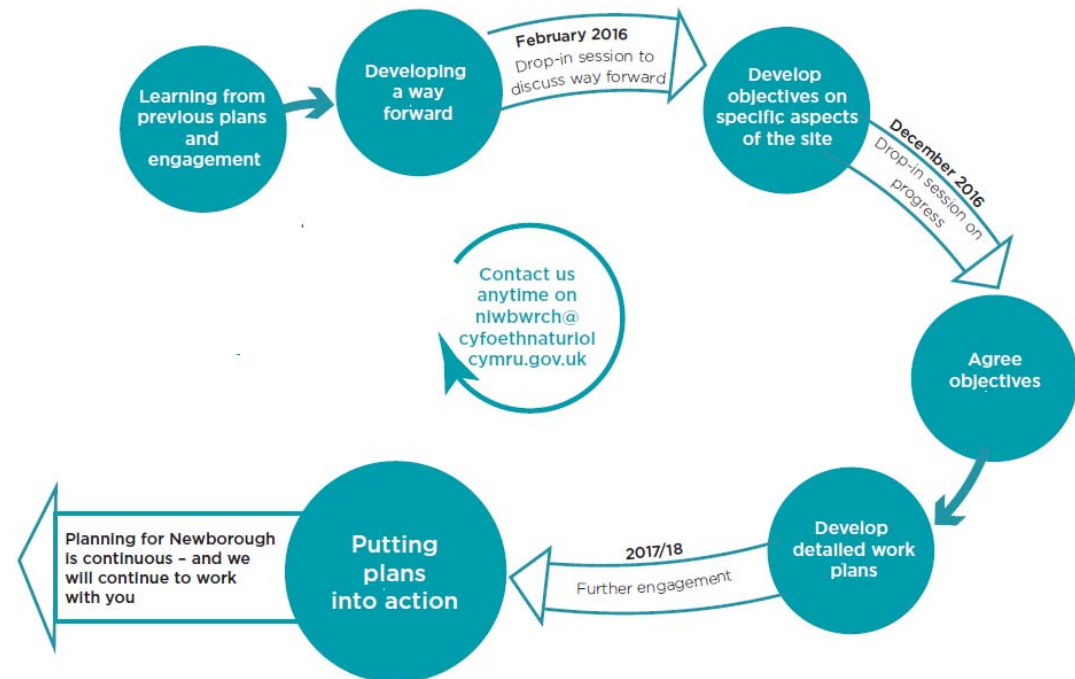 Learning from
previous plans
and
engagement
Developing
a way
forward
February 2016
Drop-in session to
discuss way forward
Develop
objectives on
specific aspects
of the site
December 2016
Drop-in session on
progress
Agree
objectives
Develop
detailed work
plans
2017/18
Further engagement
Putting
plans
into action
Planning for Newborough
is continuous – and we
will continue to work
with you
Contact us
anytime on
niwbwrch@
cyfoethnaturiol
cymru.gov.uk